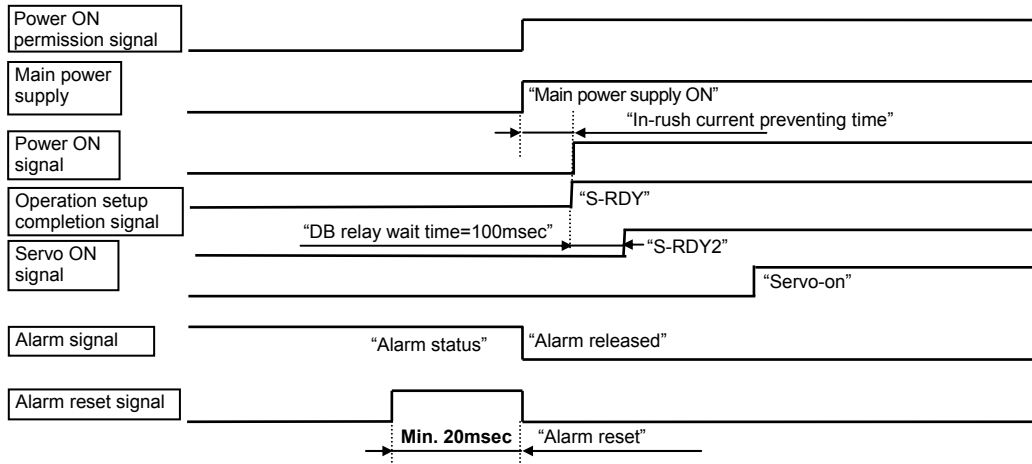 Power ON
permission signal
Main power
supply
“Main power supply ON”
“In-rush current preventing time”
Power ON
signal
Operation setup
completion signal
“S-RDY”
“DB relay wait time=100msec”
“S-RDY2”
Servo ON
signal
“Servo-on”
Alarm signal
“Alarm status”
“Alarm released”
Alarm reset signal
Min. 20msec
“Alarm reset”